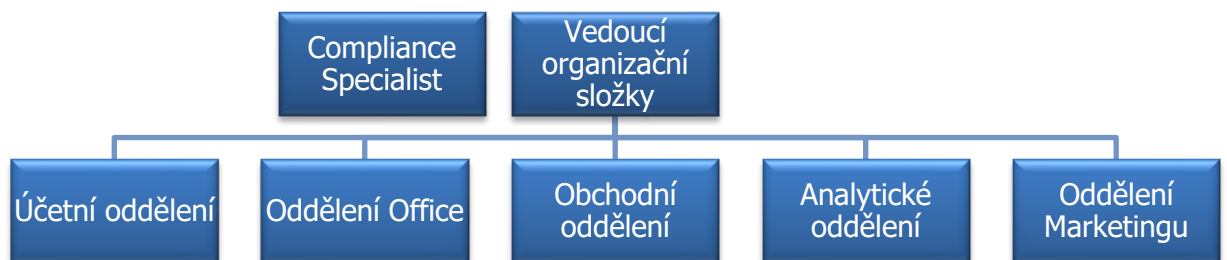 Compliance
Specialist
Vedoucí
organizační
složky
Účetní oddělení
Oddělení Office
Obchodní
oddělení
Analytické
oddělení
Oddělení
Marketingu